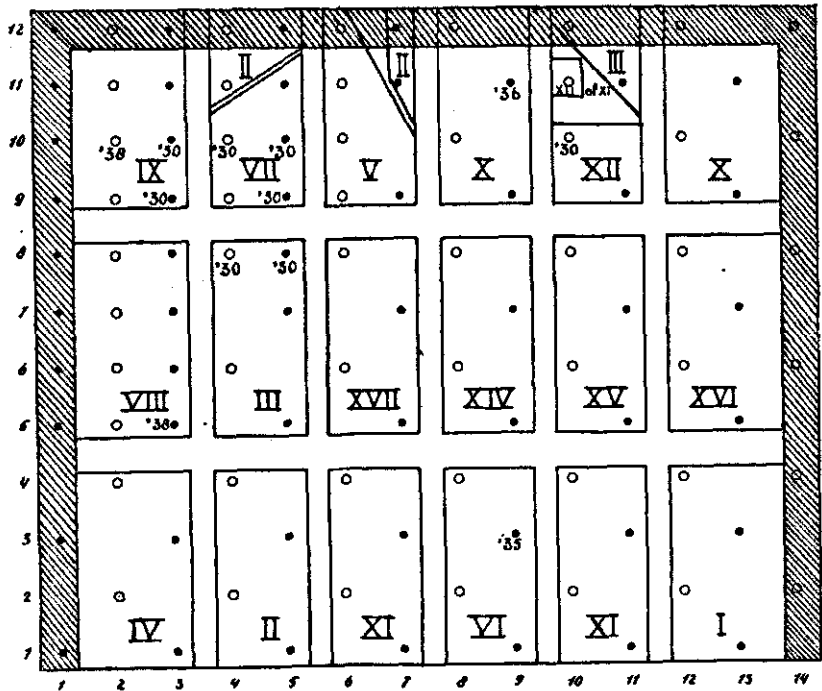 12
II II III
11 '36 XII of XI
10 '38 '30 '30 '30 '30
IX VII V X XII X
9 '30 '30
8 '30 '30
7
6
VIII III XVII XIV XV XVI
5 '38
4
3 '35
2
IV II XI VI XI I
1
1 2 3 4 5 6 7 8 9 10 11 12 13 14